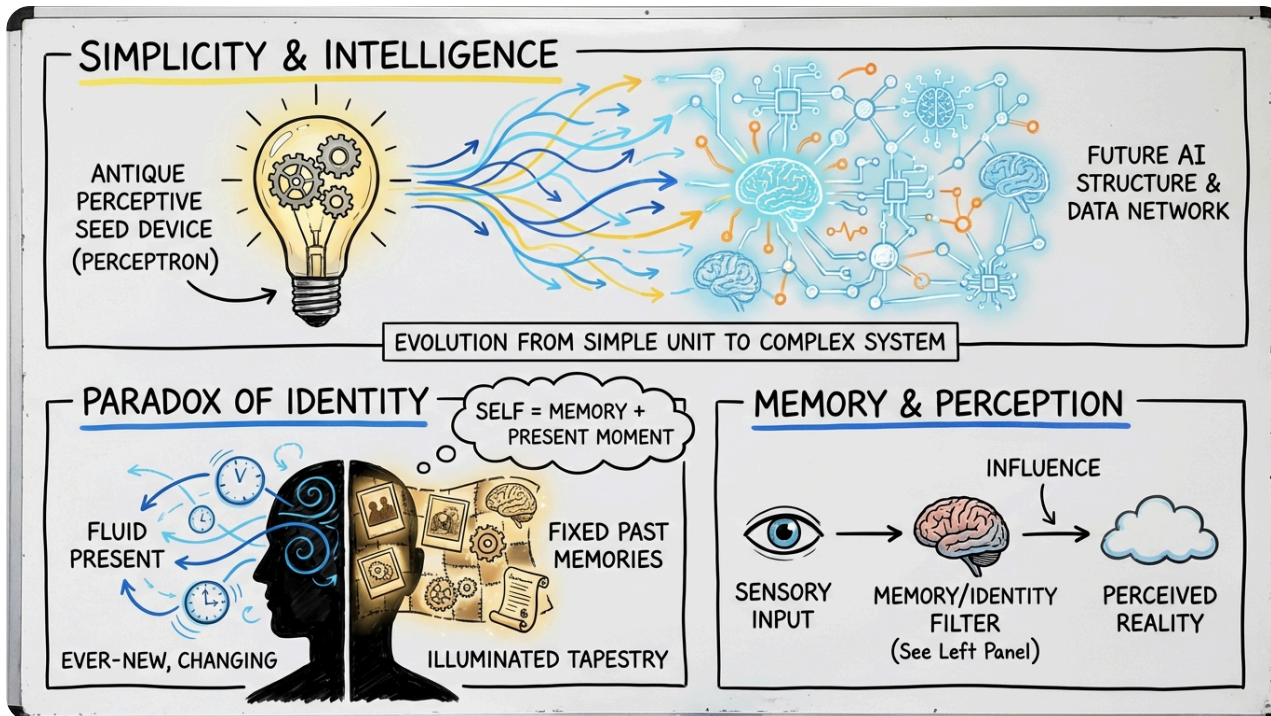 SIMPLICITY & INTELLIGENCE
ANTIQUE
PERCEPTIVE
SEED DEVICE
(PERCEPTRON)
FUTURE AI
STRUCTURE &
DATA NETWORK
EVOLUTION FROM SIMPLE UNIT TO COMPLEX SYSTEM
PARADOX OF IDENTITY
SELF = MEMORY +
PRESENT MOMENT
FLUID
PRESENT
FIXED PAST
MEMORIES
EVER-NEW, CHANGING
ILLUMINATED TAPESTRY
MEMORY & PERCEPTION
INFLUENCE
SENSORY
INPUT
MEMORY/IDENTITY
FILTER
(See Left Panel)
PERCEIVED
REALITY